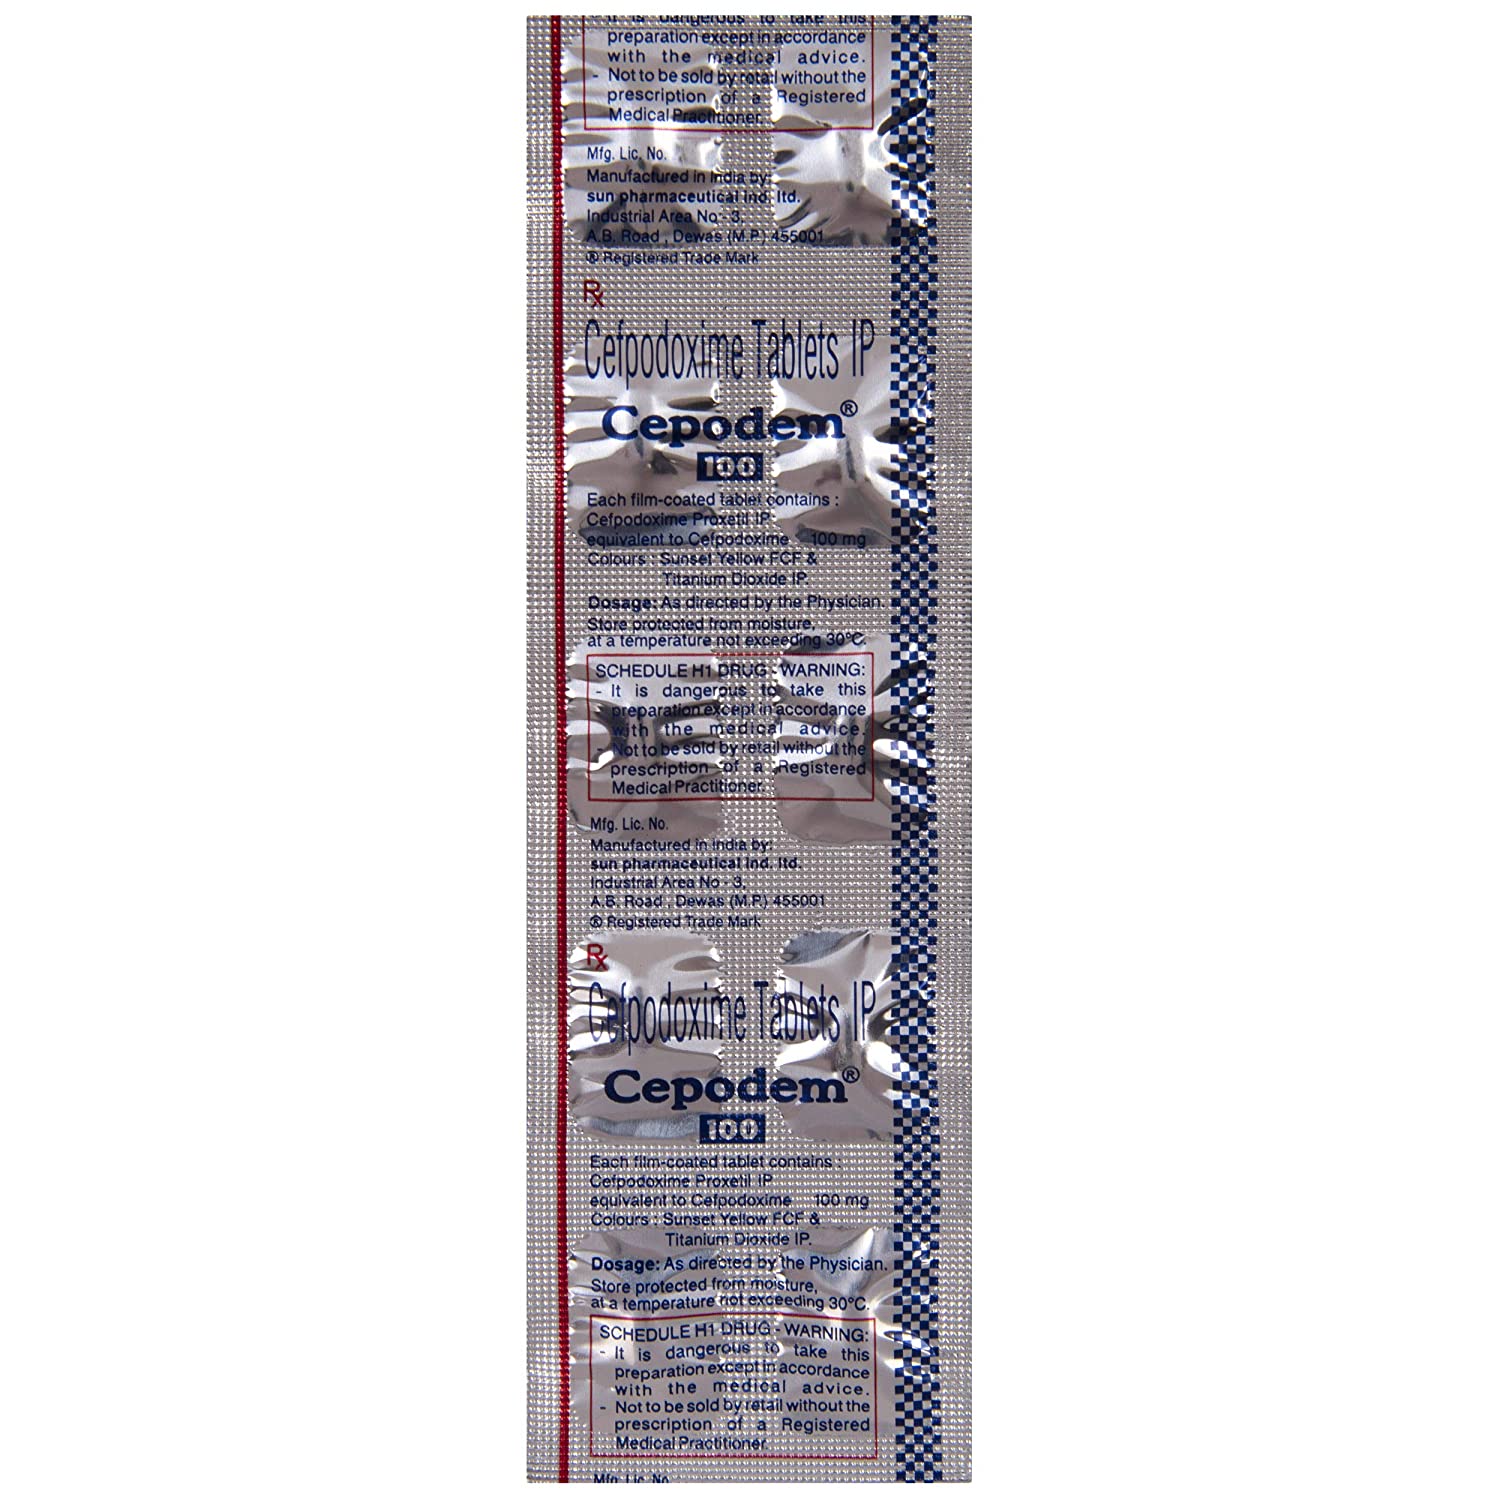 - It is dangerous to take this
preparation except in accordance
with the medical advice.
- Not to be sold by retail without the
prescription of a Registered
Medical Practitioner.
Mfg. Lic. No.
Manufactured in India by:
sun pharmaceutical ind. ltd.
Industrial Area No - 3,
A.B. Road , Dewas (M.P.) 455001
® Registered Trade Mark
Rx
Cefpodoxime Tablets IP
Cepodem®
100
Each film-coated tablet contains :
Cefpodoxime Proxetil IP
equivalent to Cefpodoxime 100 mg
Colours : Sunset Yellow FCF &
Titanium Dioxide IP.
Dosage: As directed by the Physician.
Store protected from moisture,
at a temperature not exceeding 30°C.
SCHEDULE H1 DRUG - WARNING:
- It is dangerous to take this
preparation except in accordance
with the medical advice.
- Not to be sold by retail without the
prescription of a Registered
Medical Practitioner.
Mfg. Lic. No.
Manufactured in India by:
sun pharmaceutical ind. ltd.
Industrial Area No - 3,
A.B. Road , Dewas (M.P.) 455001
® Registered Trade Mark
Rx
Cefpodoxime Tablets IP
Cepodem®
100
Each film-coated tablet contains :
Cefpodoxime Proxetil IP
equivalent to Cefpodoxime 100 mg
Colours : Sunset Yellow FCF &
Titanium Dioxide IP.
Dosage: As directed by the Physician.
Store protected from moisture,
at a temperature not exceeding 30°C.
SCHEDULE H1 DRUG - WARNING:
- It is dangerous to take this
preparation except in accordance
with the medical advice.
- Not to be sold by retail without the
prescription of a Registered
Medical Practitioner.
Mfg. Lic. No.